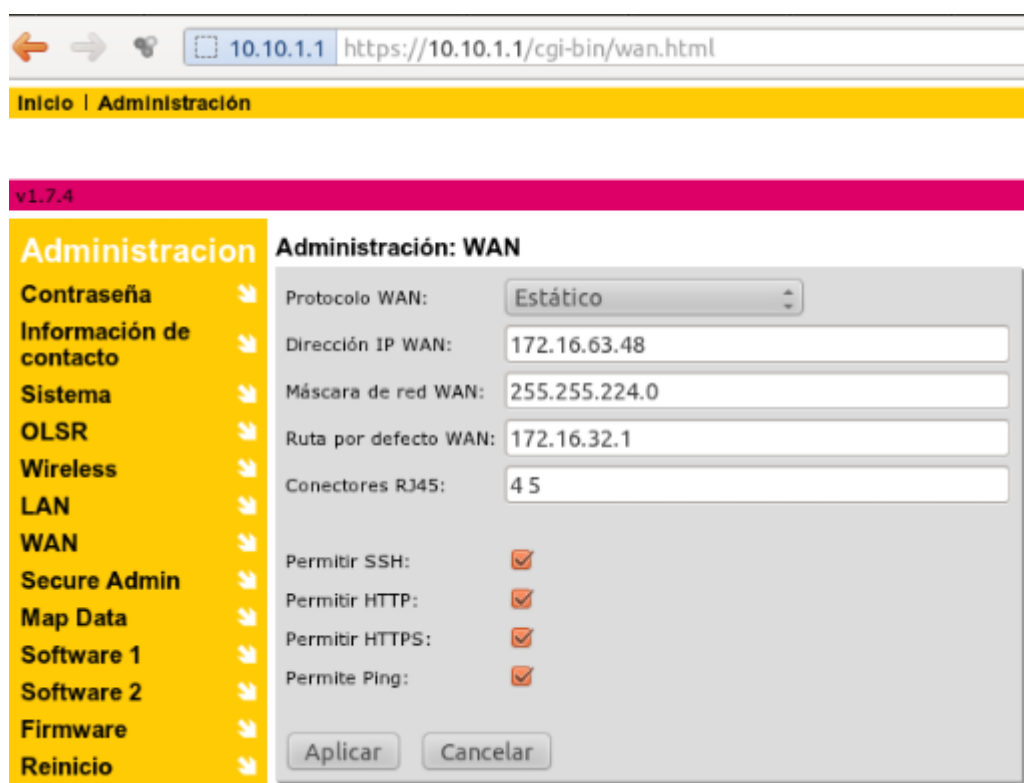 10.10.1.1 https://10.10.1.1/cgi-bin/wan.html
Inicio | Administración
v1.7.4
Administracion
Contraseña
Información de
contacto
Sistema
OLSR
Wireless
LAN
WAN
Secure Admin
Map Data
Software 1
Software 2
Firmware
Reinicio
Administración: WAN
Protocolo WAN: Estático
Dirección IP WAN: 172.16.63.48
Máscara de red WAN: 255.255.224.0
Ruta por defecto WAN: 172.16.32.1
Conectores RJ45: 4 5
Permitir SSH:
Permitir HTTP:
Permitir HTTPS:
Permite Ping:
Aplicar Cancelar